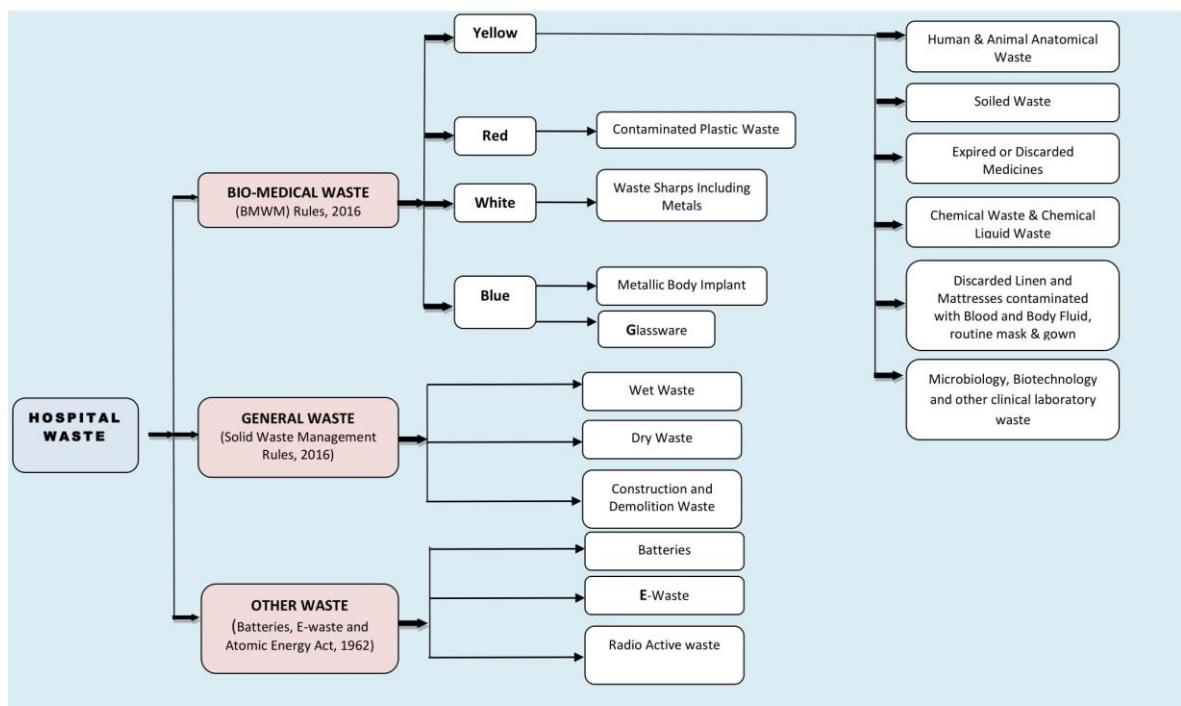 Yellow
Human & Animal Anatomical
Waste
Soiled Waste
Red
Contaminated Plastic Waste
Expired or Discarded
Medicines
BIO-MEDICAL WASTE
(BMWM) Rules, 2016
White
Waste Sharps Including
Metals
Chemical Waste & Chemical
Liquid Waste
Blue
Metallic Body Implant
Glassware
Discarded Linen and
Mattresses contaminated
with Blood and Body Fluid,
routine mask & gown
Microbiology, Biotechnology
and other clinical laboratory
waste
HOSPITAL
WASTE
GENERAL WASTE
(Solid Waste Management
Rules, 2016)
Wet Waste
Dry Waste
Construction and
Demolition Waste
OTHER WASTE
(Batteries, E-waste and
Atomic Energy Act, 1962)
Batteries
E-Waste
Radio Active waste